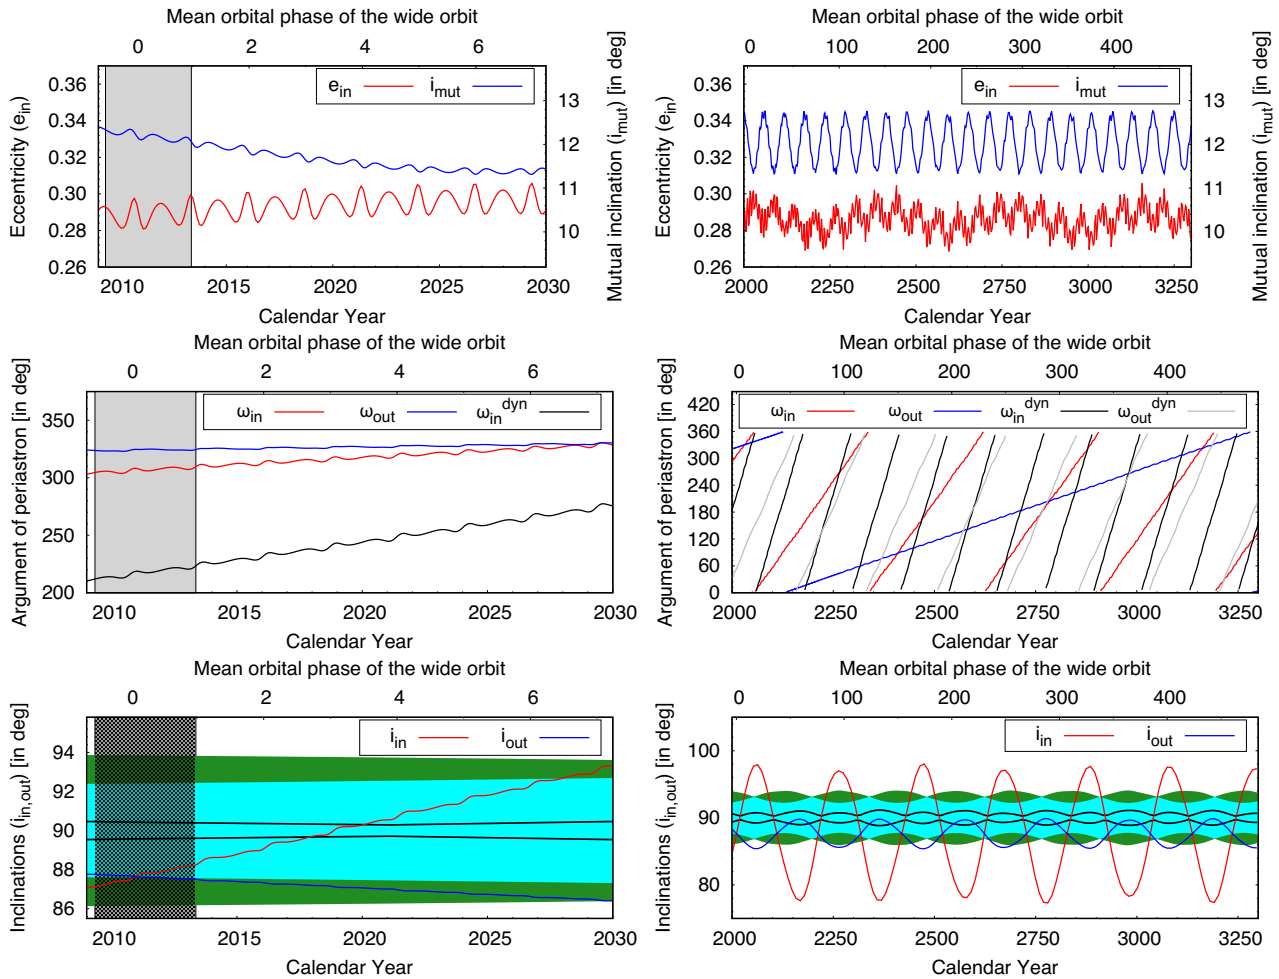 Mean orbital phase of the wide orbit
0 2 4 6
0.36
0.34
0.32
0.30
0.28
0.26
Eccentricity (e_in)
e_in i_mut
13
12
11
10
Mutual inclination (i_mut) [in deg]
2010 2015 2020 2025 2030
Calendar Year
Mean orbital phase of the wide orbit
0 100 200 300 400
0.36
0.34
0.32
0.30
0.28
0.26
Eccentricity (e_in)
e_in i_mut
13
12
11
10
Mutual inclination (i_mut) [in deg]
2000 2250 2500 2750 3000 3250
Calendar Year
Mean orbital phase of the wide orbit
0 2 4 6
350
300
250
200
Argument of periastron [in deg]
ω_in ω_out ω_in^dyn
2010 2015 2020 2025 2030
Calendar Year
Mean orbital phase of the wide orbit
0 100 200 300 400
420
360
300
240
180
120
60
0
Argument of periastron [in deg]
ω_in ω_out ω_in^dyn ω_out^dyn
2000 2250 2500 2750 3000 3250
Calendar Year
Mean orbital phase of the wide orbit
0 2 4 6
94
92
90
88
86
Inclinations (i_in,out) [in deg]
i_in i_out
2010 2015 2020 2025 2030
Calendar Year
Mean orbital phase of the wide orbit
0 100 200 300 400
100
90
80
Inclinations (i_in,out) [in deg]
i_in i_out
2000 2250 2500 2750 3000 3250
Calendar Year